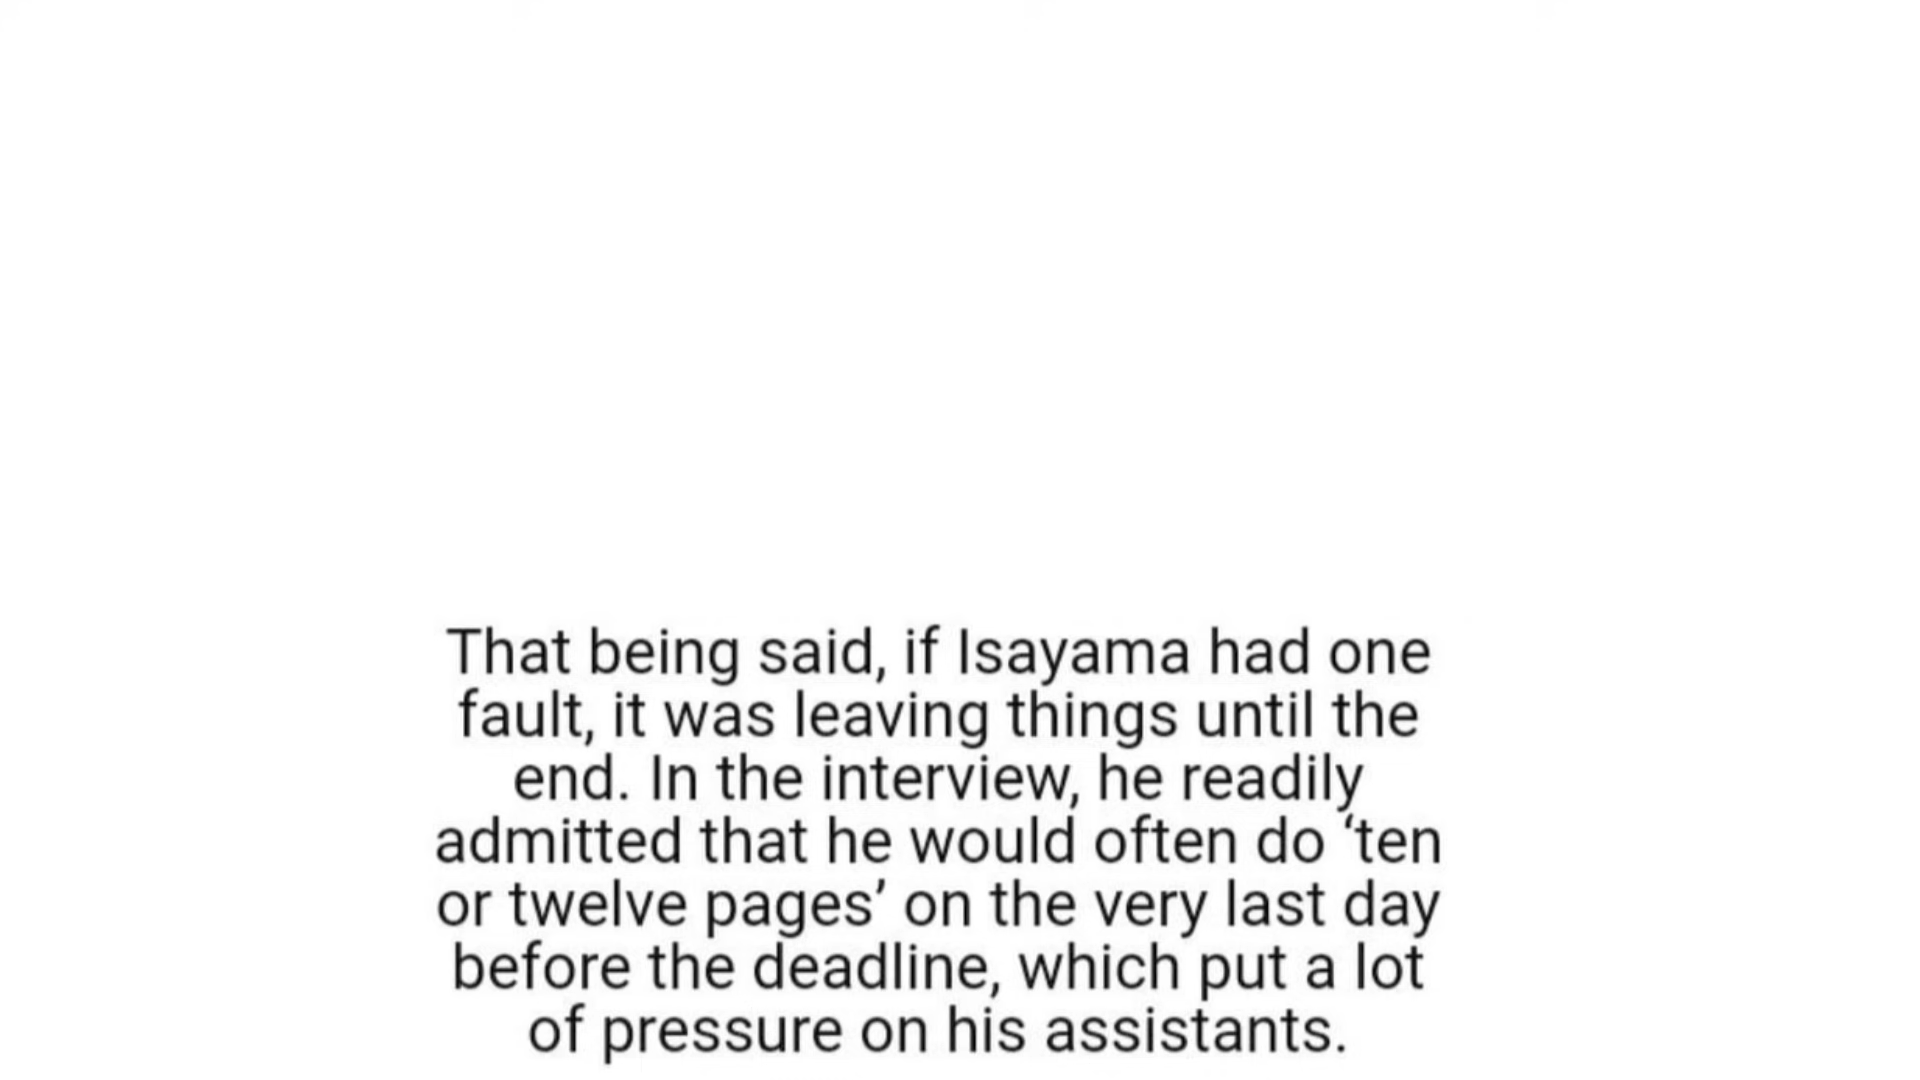 That being said, if Isayama had one
fault, it was leaving things until the
end. In the interview, he readily
admitted that he would often do ‘ten
or twelve pages’ on the very last day
before the deadline, which put a lot
of pressure on his assistants.